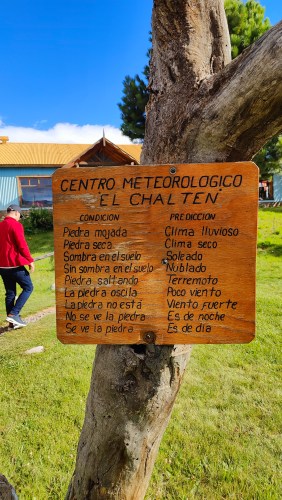 CENTRO METEOROLOGICO
EL CHALTEN
CONDICION PREDICCION
Piedra mojada Clima lluvioso
Piedra seca Clima seco
Sombra en el suelo Soleado
Sin sombra en el suelo Nublado
Piedra saltando Terremoto
La piedra oscila Poco viento
La piedra no está Viento fuerte
No se ve la piedra Es de noche
Se ve la piedra Es de dia